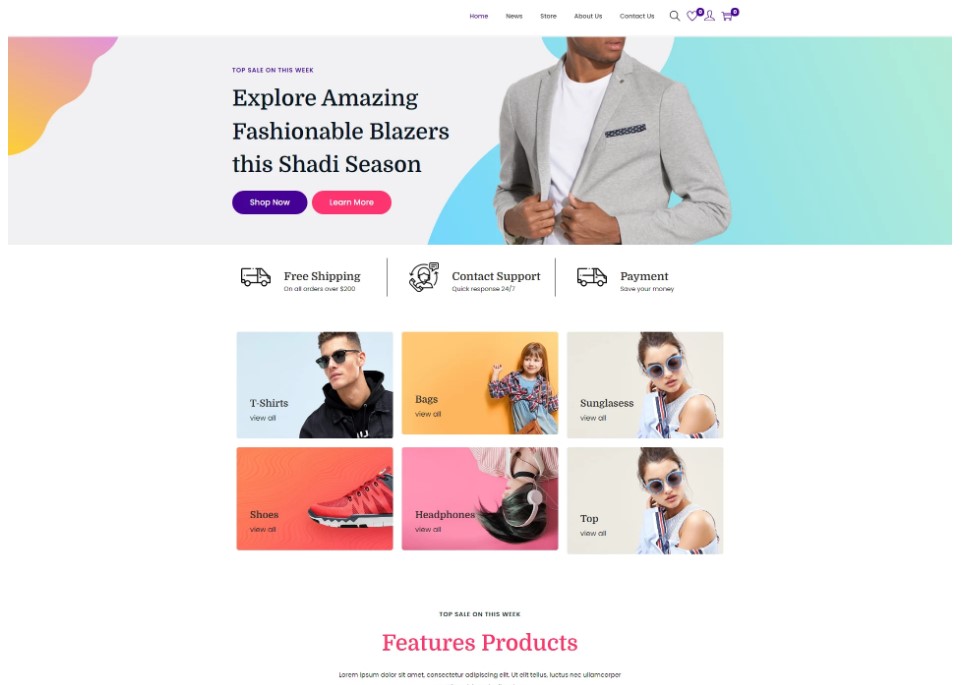 Home News Store About Us Contact Us 0 0
TOP SALE ON THIS WEEK
Explore Amazing
Fashionable Blazers
this Shadi Season
Shop Now Learn More
Free Shipping
On all orders over $200
Contact Support
Quick response 24/7
Payment
Save your money
T-Shirts
view all
Bags
view all
Sunglasess
view all
Shoes
view all
Headphones
view all
Top
view all
TOP SALE ON THIS WEEK
Features Products
Lorem ipsum dolor sit amet, consectetur adipiscing elit. Ut elit tellus, luctus nec ullamcorper